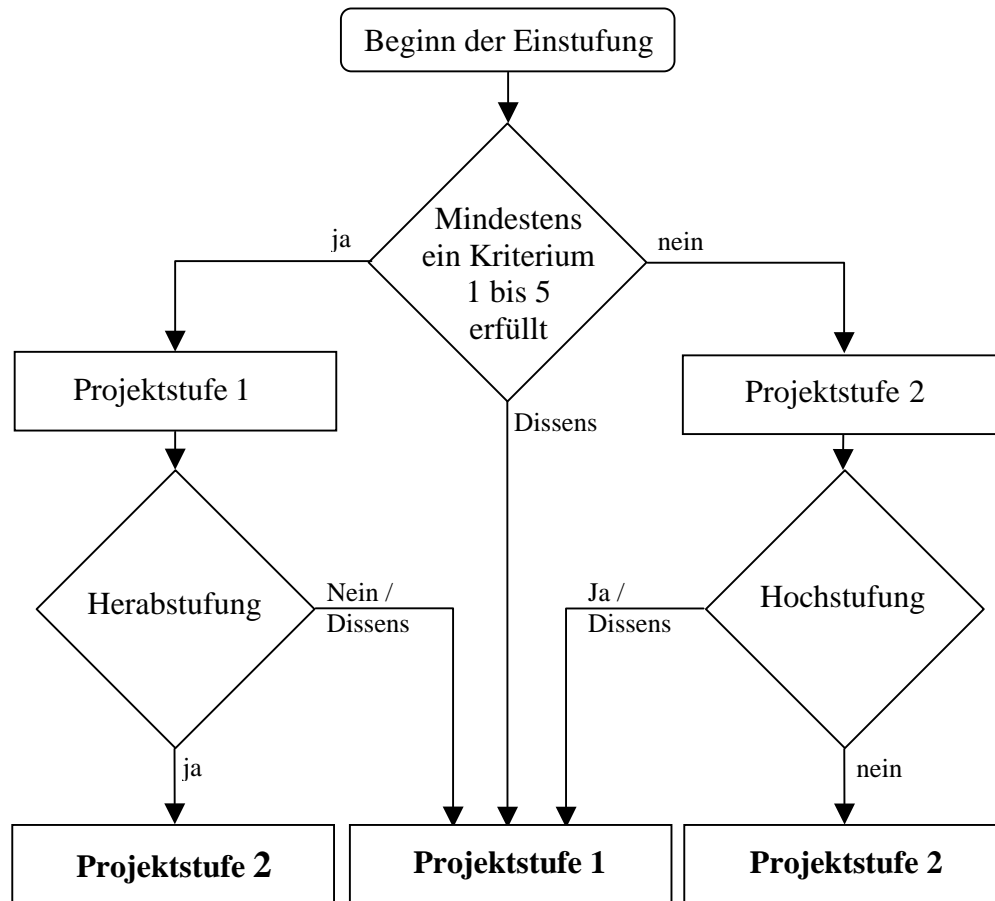 Beginn der Einstufung
Mindestens
ein Kriterium
1 bis 5
erfüllt
ja
nein
Projektstufe 1
Projektstufe 2
Dissens
Herabstufung
Nein /
Dissens
Ja /
Dissens
Hochstufung
ja
nein
Projektstufe 2
Projektstufe 1
Projektstufe 2